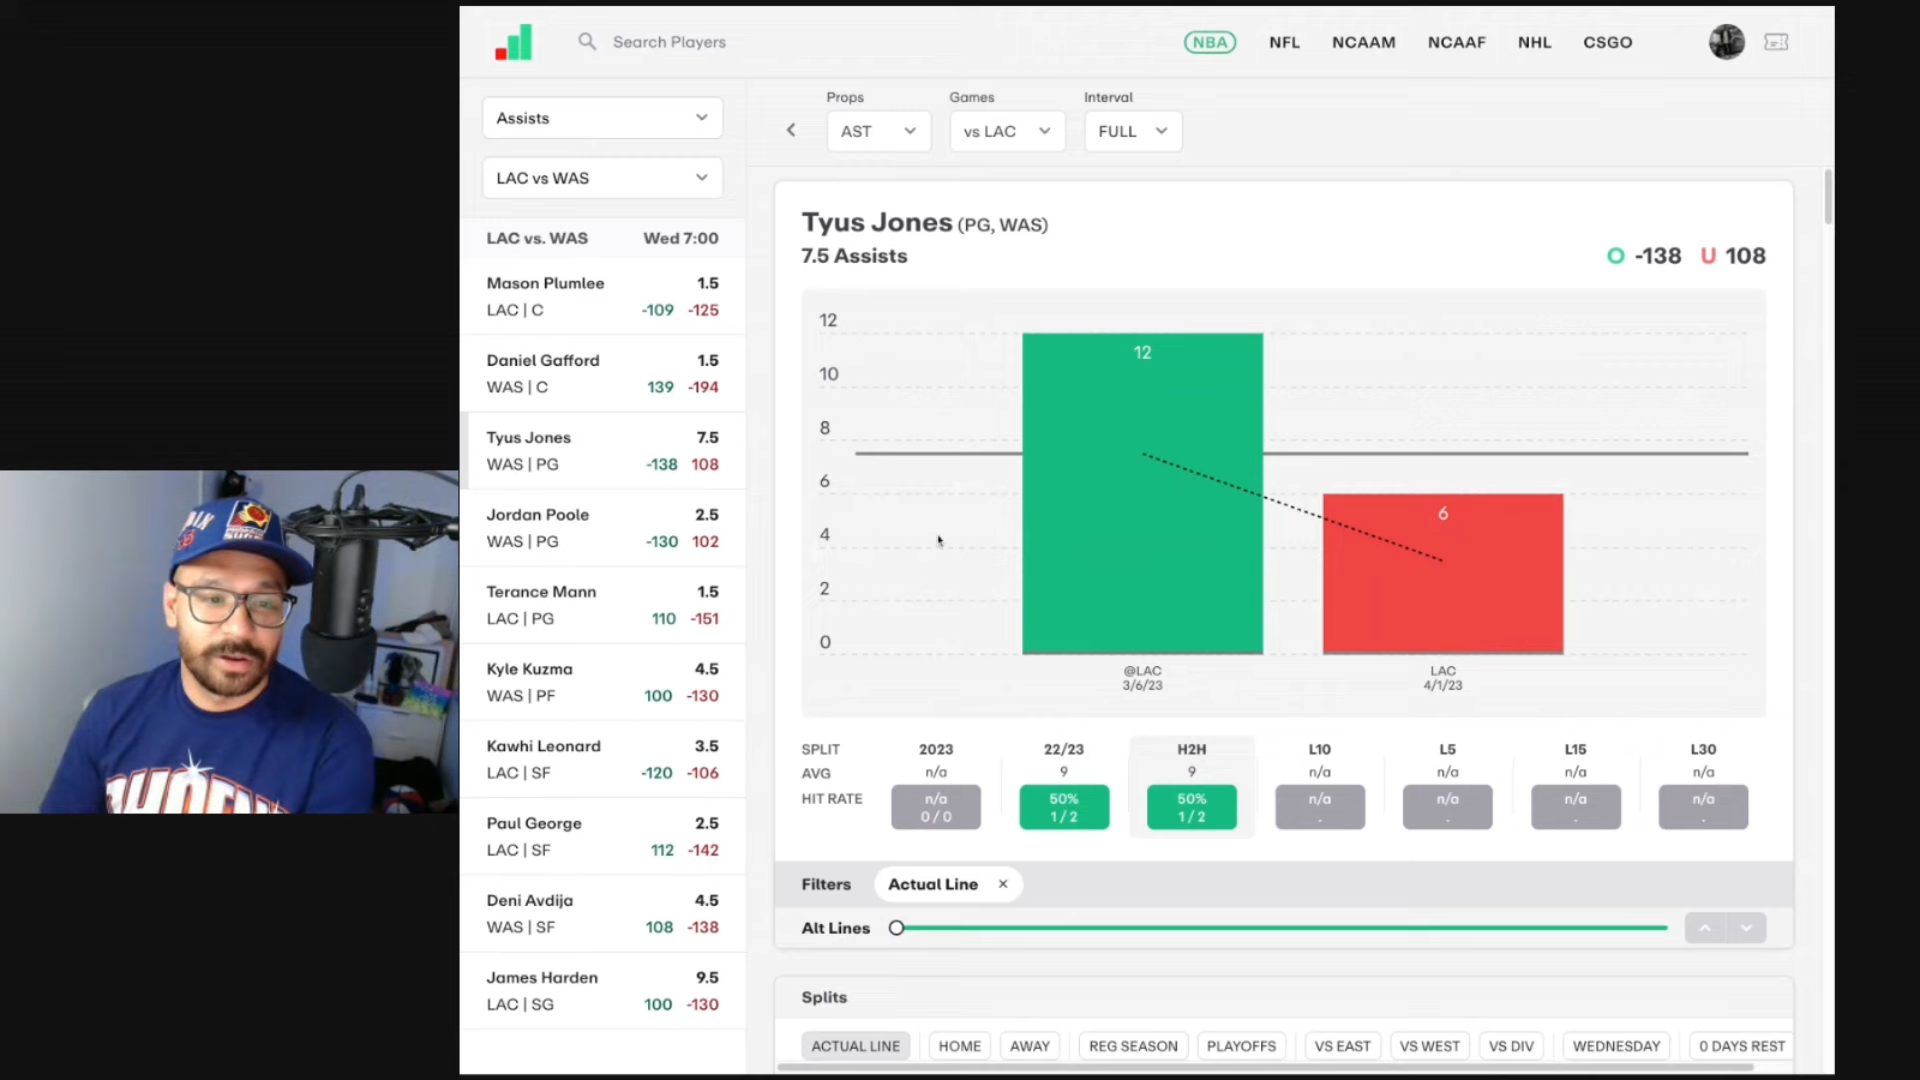 Search Players
NBA NFL NCAAM NCAAF NHL CSGO
Assists
LAC vs WAS
LAC vs. WAS Wed 7:00
Mason Plumlee 1.5
LAC | C -109 -125
Daniel Gafford 1.5
WAS | C 139 -194
Tyus Jones 7.5
WAS | PG -138 108
Jordan Poole 2.5
WAS | PG -130 102
Terance Mann 1.5
LAC | PG 110 -151
Kyle Kuzma 4.5
WAS | PF 100 -130
Kawhi Leonard 3.5
LAC | SF -120 -106
Paul George 2.5
LAC | SF 112 -142
Deni Avdija 4.5
WAS | SF 108 -138
James Harden 9.5
LAC | SG 100 -130
Props Games Interval
AST vs LAC FULL
Tyus Jones (PG, WAS)
7.5 Assists
O -138 U 108
12
10
8
6
4
2
0
12
6
@LAC
3/6/23
LAC
4/1/23
SPLIT 2023 22/23 H2H L10 L5 L15 L30
AVG n/a 9 9 n/a n/a n/a n/a
HIT RATE n/a 50% 50% n/a n/a n/a n/a
0 / 0 1 / 2 1 / 2 . . . .
Filters Actual Line ×
Alt Lines
Splits
ACTUAL LINE HOME AWAY REG SEASON PLAYOFFS VS EAST VS WEST VS DIV WEDNESDAY 0 DAYS REST